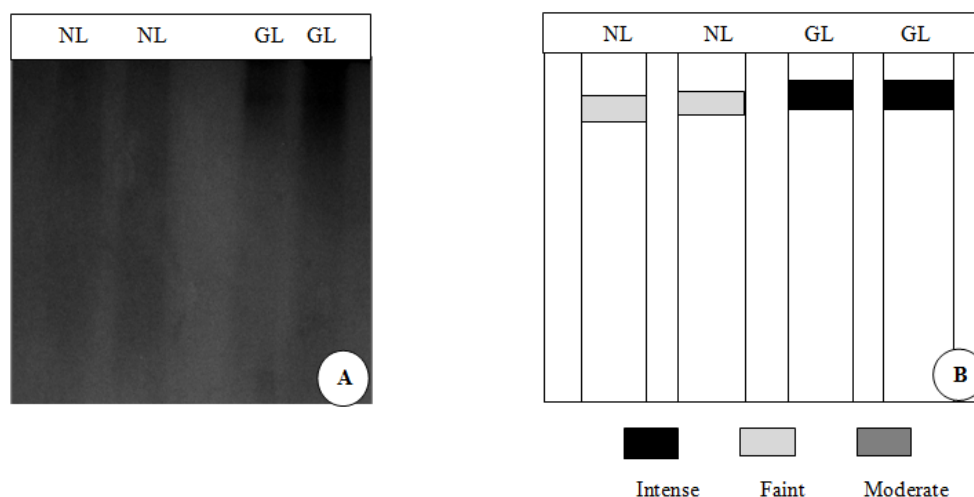 NL NL GL GL
A
NL NL GL GL
B
Intense Faint Moderate